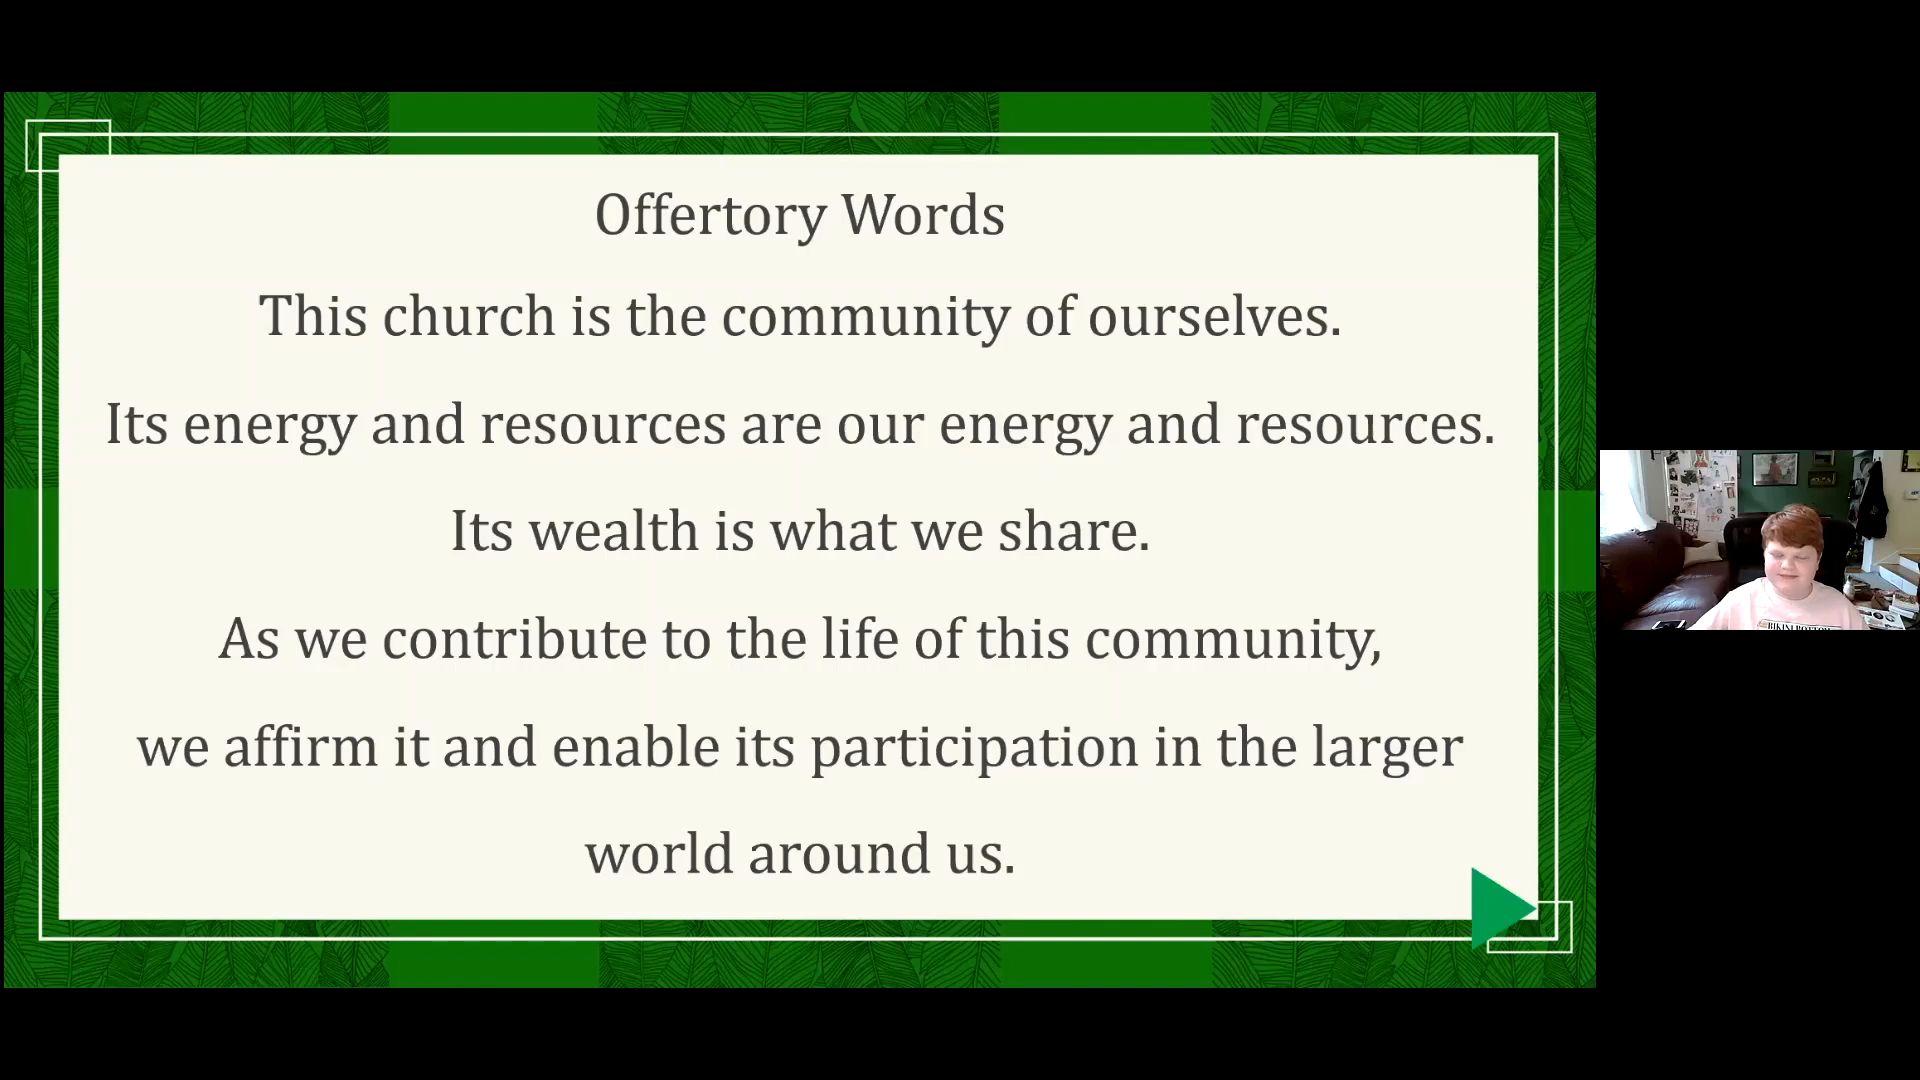 Offertory Words
This church is the community of ourselves.
Its energy and resources are our energy and resources.
Its wealth is what we share.
As we contribute to the life of this community,
we affirm it and enable its participation in the larger
world around us.
BIKINI BOTTOM